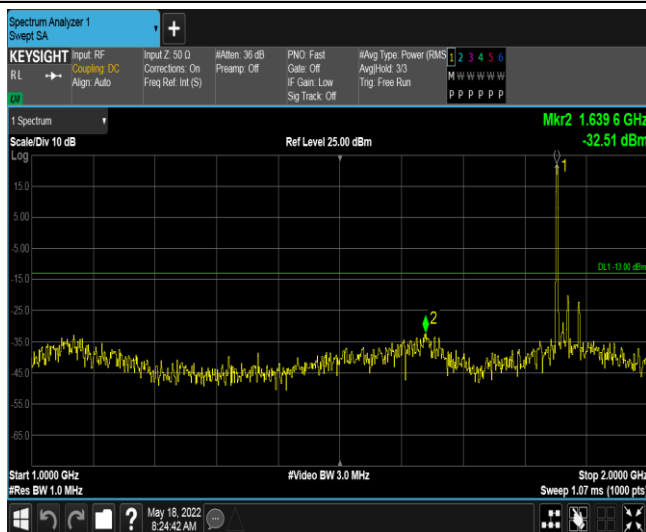 Spectrum Analyzer 1
Swept SA
+
KEYSIGHT
RL
Input: RF
Coupling: DC
Align: Auto
Input Z: 50 Ω
Corrections: On
Freq Ref: Int (S)
#Atten: 36 dB
Preamp: Off
PNO: Fast
Gate: Off
IF Gain: Low
Sig Track: Off
#Avg Type: Power (RMS
Avg|Hold: 3/3
Trig: Free Run
1 2 3 4 5 6
M W W W W W
P P P P P P
1 Spectrum
Scale/Div 10 dB
Ref Level 25.00 dBm
Mkr2 1.639 6 GHz
-32.51 dBm
Log
15.0
5.00
-5.00
-15.0
-25.0
-35.0
-45.0
-55.0
-65.0
1
DL1 -13.00 dBm
2
Start 1.0000 GHz
#Res BW 1.0 MHz
#Video BW 3.0 MHz
Stop 2.0000 GHz
Sweep 1.07 ms (1000 pts)
?
May 18, 2022
8:24:42 AM